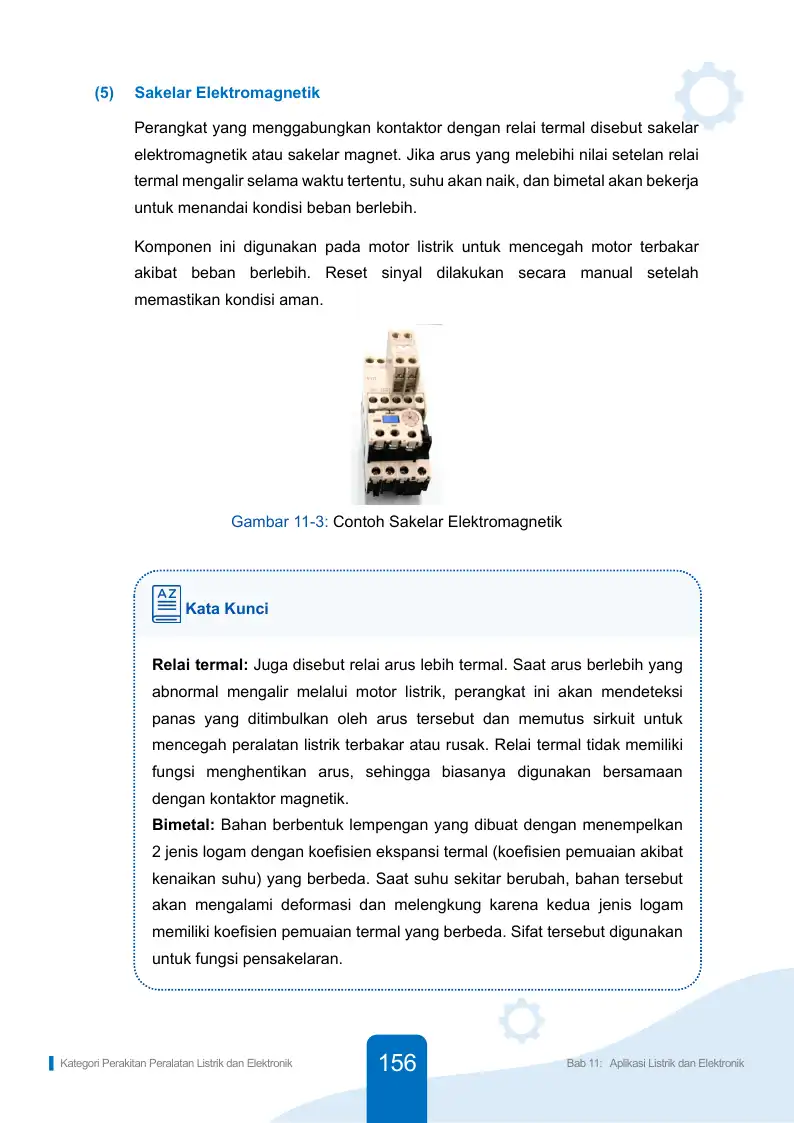 (5) Sakelar Elektromagnetik
Perangkat yang menggabungkan kontaktor dengan relai termal disebut sakelar
elektromagnetik atau sakelar magnet. Jika arus yang melebihi nilai setelan relai
termal mengalir selama waktu tertentu, suhu akan naik, dan bimetal akan bekerja
untuk menandai kondisi beban berlebih.
Komponen ini digunakan pada motor listrik untuk mencegah motor terbakar
akibat beban berlebih. Reset sinyal dilakukan secara manual setelah
memastikan kondisi aman.
Gambar 11-3: Contoh Sakelar Elektromagnetik
AZ
Kata Kunci
Relai termal: Juga disebut relai arus lebih termal. Saat arus berlebih yang
abnormal mengalir melalui motor listrik, perangkat ini akan mendeteksi
panas yang ditimbulkan oleh arus tersebut dan memutus sirkuit untuk
mencegah peralatan listrik terbakar atau rusak. Relai termal tidak memiliki
fungsi menghentikan arus, sehingga biasanya digunakan bersamaan
dengan kontaktor magnetik.
Bimetal: Bahan berbentuk lempengan yang dibuat dengan menempelkan
2 jenis logam dengan koefisien ekspansi termal (koefisien pemuaian akibat
kenaikan suhu) yang berbeda. Saat suhu sekitar berubah, bahan tersebut
akan mengalami deformasi dan melengkung karena kedua jenis logam
memiliki koefisien pemuaian termal yang berbeda. Sifat tersebut digunakan
untuk fungsi pensakelaran.
Kategori Perakitan Peralatan Listrik dan Elektronik
156
Bab 11: Aplikasi Listrik dan Elektronik